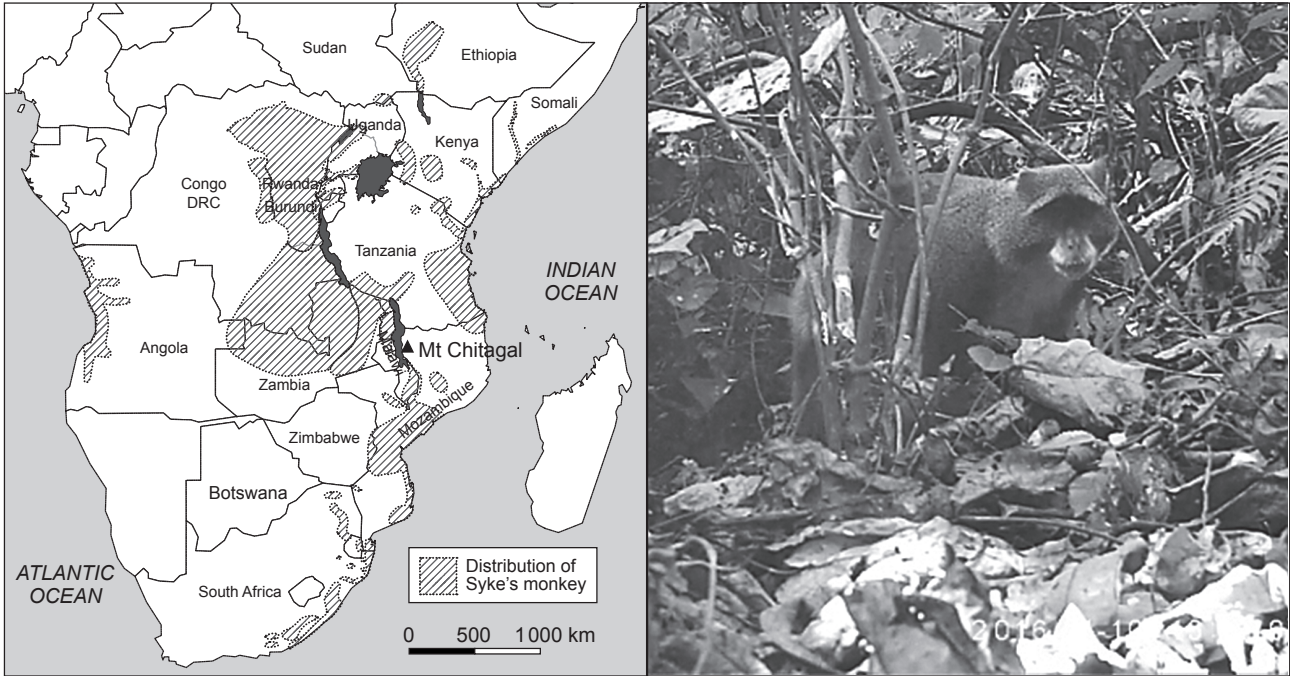 Sudan
Ethiopia
Somali
Uganda
Kenya
Congo
DRC
Rwanda
Burundi
Tanzania
INDIAN
OCEAN
Angola
Mt Chitagal
Zambia
Mozambique
Zimbabwe
Botswana
ATLANTIC
OCEAN
South Africa
Distribution of
Syke's monkey
0 500 1000 km
2016